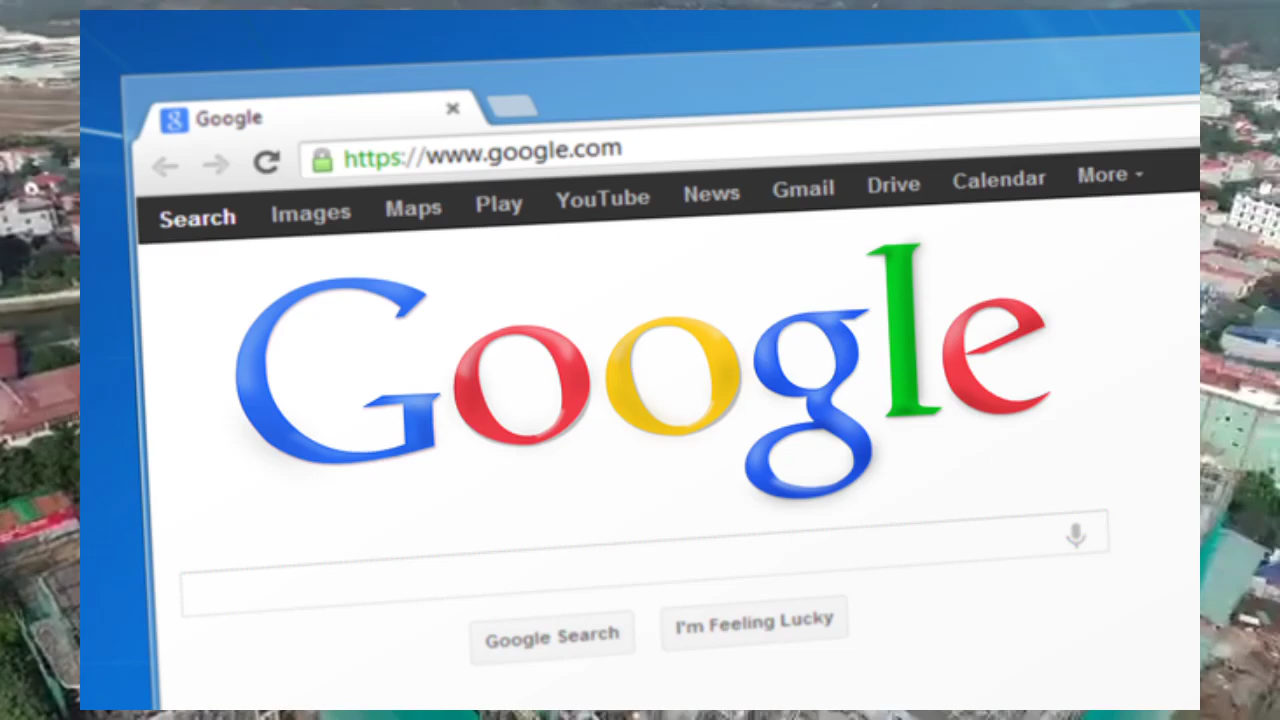 Google
https://www.google.com
Search Images Maps Play YouTube News Gmail Drive Calendar More
Google
Google Search I'm Feeling Lucky